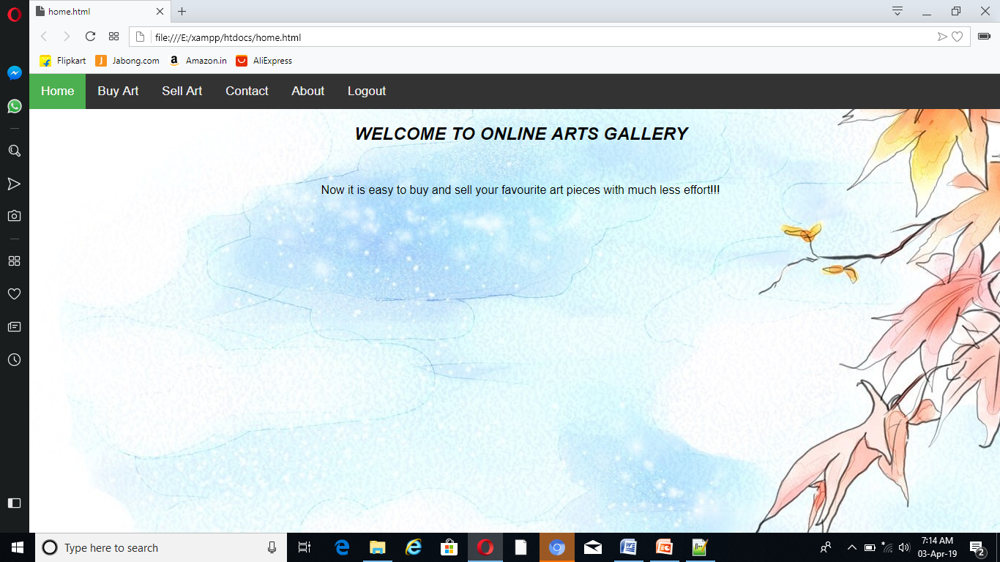 home.html
file:///E:/xampp/htdocs/home.html
Flipkart Jabong.com Amazon.in AliExpress
Home Buy Art Sell Art Contact About Logout
WELCOME TO ONLINE ARTS GALLERY
Now it is easy to buy and sell your favourite art pieces with much less effort!!!
Type here to search
7:14 AM
03-Apr-19
2